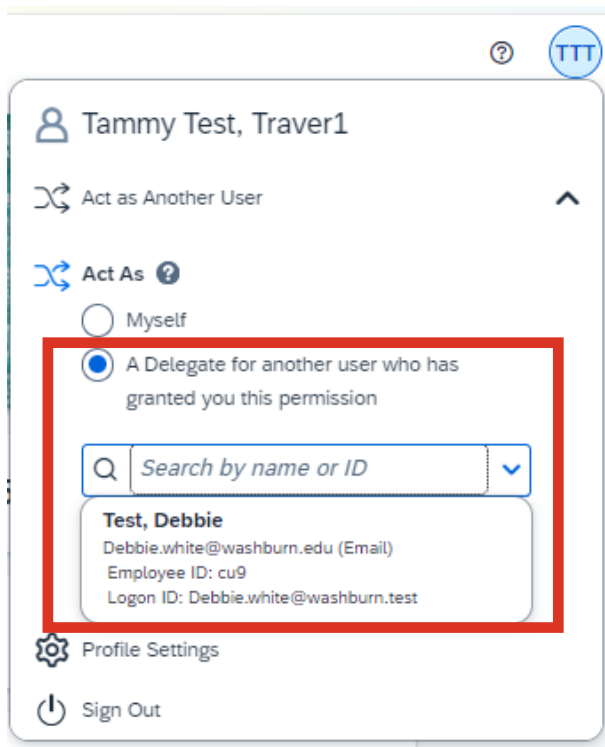 TTT
Tammy Test, Traver1
Act as Another User
Act As
Myself
A Delegate for another user who has
granted you this permission
Search by name or ID
Test, Debbie
Debbie.white@washburn.edu (Email)
Employee ID: cu9
Logon ID: Debbie.white@washburn.test
Profile Settings
Sign Out